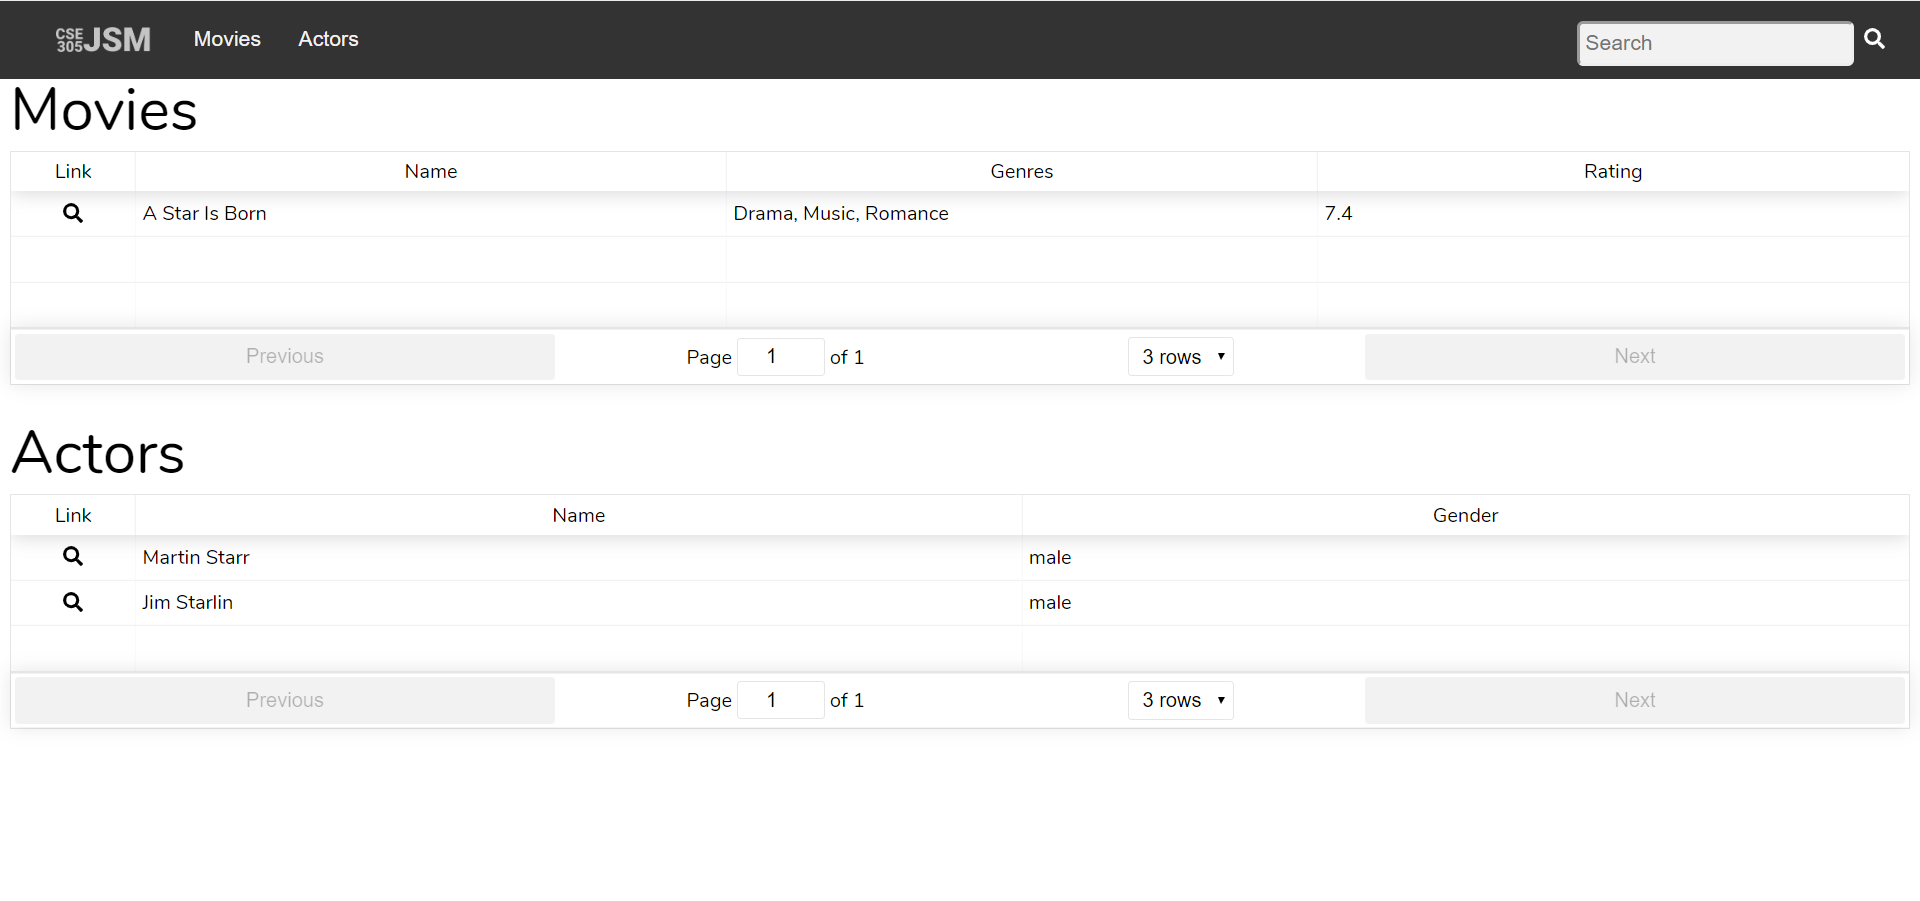 CSE 305 JSM Movies Actors Search
Movies
Link Name Genres Rating
A Star Is Born Drama, Music, Romance 7.4
Previous Page 1 of 1 3 rows Next
Actors
Link Name Gender
Martin Starr male
Jim Starlin male
Previous Page 1 of 1 3 rows Next